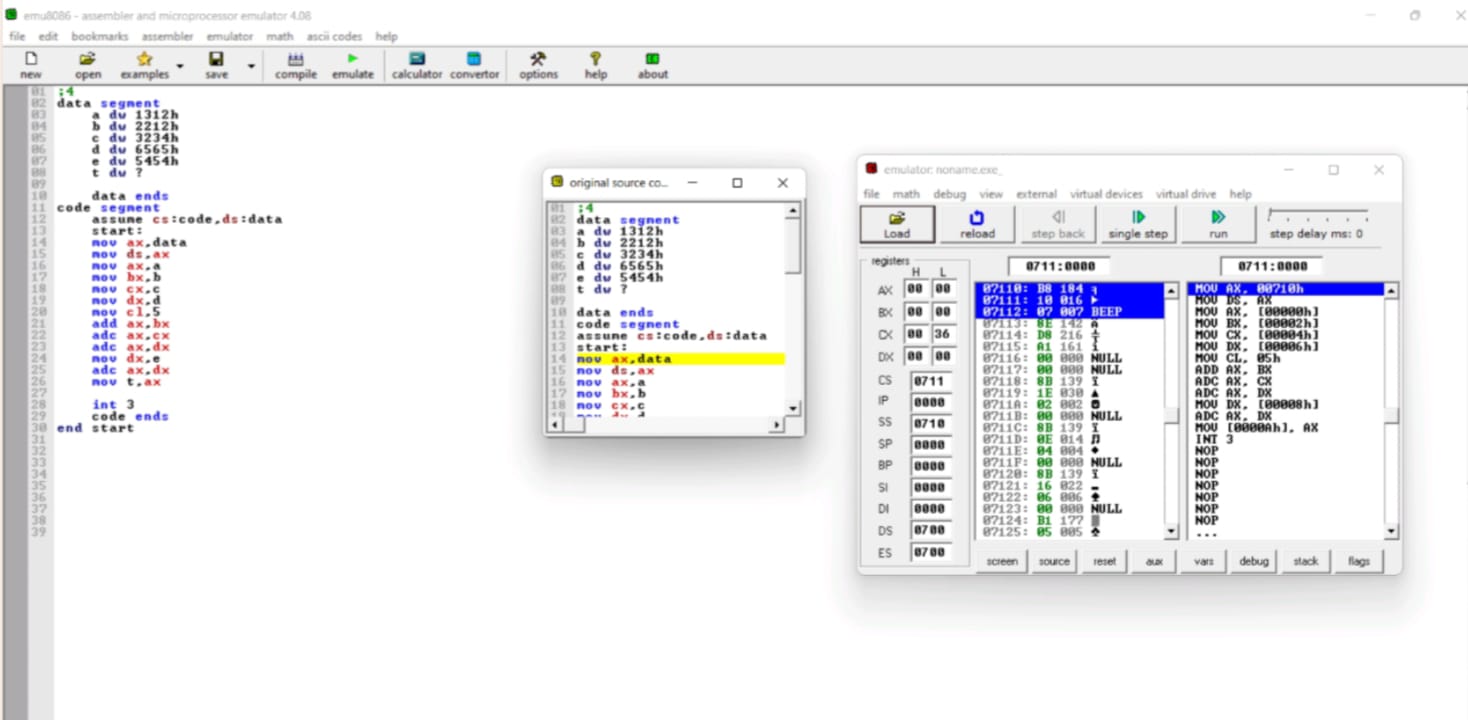 emu8086 - assembler and microprocessor emulator 4.08
file edit bookmarks assembler emulator math ascii codes help
new open examples save compile emulate calculator convertor options help about
01 ;4
02 data segment
03 a dw 1312h
04 b dw 2212h
05 c dw 3234h
06 d dw 6565h
07 e dw 5454h
08 t dw ?
09
10 data ends
11 code segment
12 assume cs:code,ds:data
13 start:
14 mov ax,data
15 mov ds,ax
16 mov ax,a
17 mov bx,b
18 mov cx,c
19 mov dx,d
20 mov cl,5
21 add ax,bx
22 adc ax,cx
23 adc ax,dx
24 mov dx,e
25 adc ax,dx
26 mov t,ax
27
28 int 3
29 code ends
30 end start
31
32
33
34
35
36
37
38
39
original source co...
01 ;4
02 data segment
03 a dw 1312h
04 b dw 2212h
05 c dw 3234h
06 d dw 6565h
07 e dw 5454h
08 t dw ?
09
10 data ends
11 code segment
12 assume cs:code,ds:data
13 start:
14 mov ax,data
15 mov ds,ax
16 mov ax,a
17 mov bx,b
18 mov cx,c
emulator: noname.exe_
file math debug view external virtual devices virtual drive help
Load reload step back single step run step delay ms: 0
registers
H L
AX 00 00
BX 00 00
CX 00 36
DX 00 00
CS 0711
IP 0000
SS 0710
SP 0000
BP 0000
SI 0000
DI 0000
DS 0700
ES 0700
0711:0000
07110: B8 184 ╕
07111: 10 016 ►
07112: 07 007 BEEP
07113: 8E 142 Ä
07114: D8 216 ╪
07115: A1 161 í
07116: 00 000 NULL
07117: 00 000 NULL
07118: 8B 139 ï
07119: 1E 030 ▲
0711A: 02 002 ☻
0711B: 00 000 NULL
0711C: 8B 139 ï
0711D: 0E 014 ♫
0711E: 04 004 ♦
0711F: 00 000 NULL
07120: 8B 139 ï
07121: 16 022 ▬
07122: 06 006 ♠
07123: 00 000 NULL
07124: B1 177 ▒
07125: 05 005 ♣
0711:0000
MOV AX, 00710h
MOV DS, AX
MOV AX, [00000h]
MOV BX, [00002h]
MOV CX, [00004h]
MOV DX, [00006h]
MOV CL, 05h
ADD AX, BX
ADC AX, CX
ADC AX, DX
MOV DX, [00008h]
ADC AX, DX
MOV [0000Ah], AX
INT 3
NOP
NOP
NOP
NOP
NOP
NOP
NOP
...
screen source reset aux vars debug stack flags